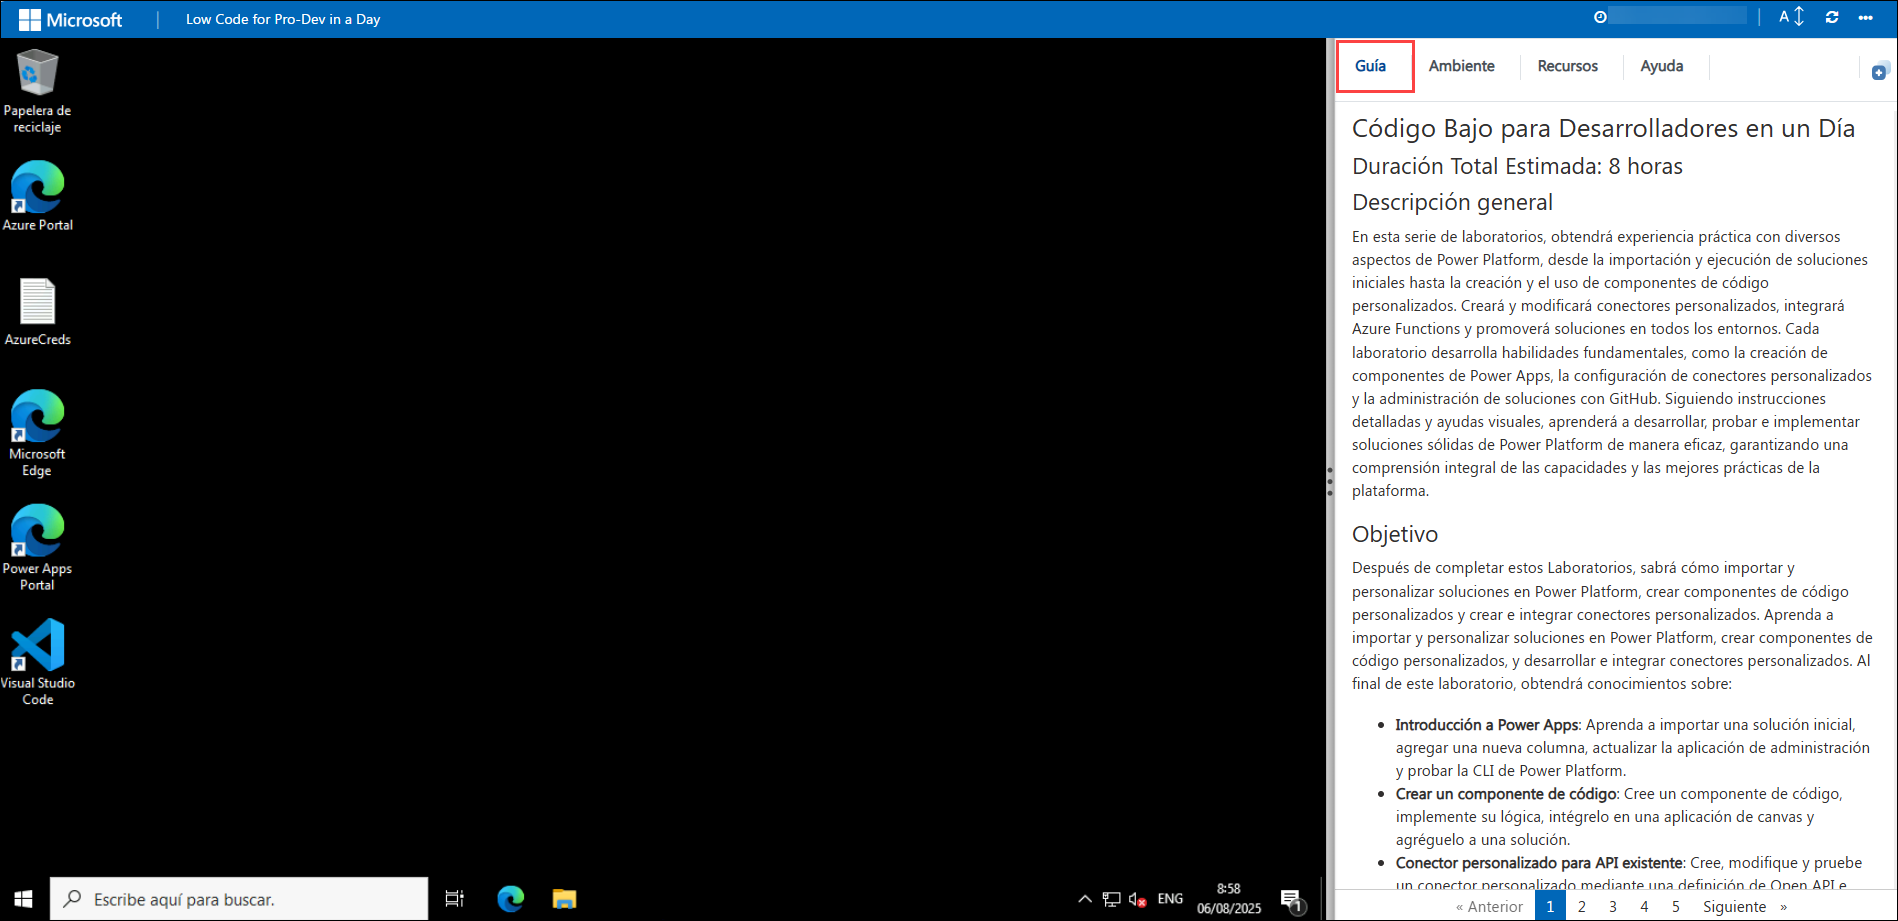 Microsoft
Low Code for Pro-Dev in a Day
A
Papelera de
reciclaje
Azure Portal
AzureCreds
Microsoft
Edge
Power Apps
Portal
Visual Studio
Code
Guía
Ambiente
Recursos
Ayuda
Código Bajo para Desarrolladores en un Día
Duración Total Estimada: 8 horas
Descripción general
En esta serie de laboratorios, obtendrá experiencia práctica con diversos
aspectos de Power Platform, desde la importación y ejecución de soluciones
iniciales hasta la creación y el uso de componentes de código
personalizados. Creará y modificará conectores personalizados, integrará
Azure Functions y promoverá soluciones en todos los entornos. Cada
laboratorio desarrolla habilidades fundamentales, como la creación de
componentes de Power Apps, la configuración de conectores personalizados
y la administración de soluciones con GitHub. Siguiendo instrucciones
detalladas y ayudas visuales, aprenderá a desarrollar, probar e implementar
soluciones sólidas de Power Platform de manera eficaz, garantizando una
comprensión integral de las capacidades y las mejores prácticas de la
plataforma.
Objetivo
Después de completar estos Laboratorios, sabrá cómo importar y
personalizar soluciones en Power Platform, crear componentes de código
personalizados y crear e integrar conectores personalizados. Aprenda a
importar y personalizar soluciones en Power Platform, crear componentes de
código personalizados, y desarrollar e integrar conectores personalizados. Al
final de este laboratorio, obtendrá conocimientos sobre:
• Introducción a Power Apps: Aprenda a importar una solución inicial,
agregar una nueva columna, actualizar la aplicación de administración
y probar la CLI de Power Platform.
• Crear un componente de código: Cree un componente de código,
implemente su lógica, intégrelo en una aplicación de canvas y
agréguelo a una solución.
• Conector personalizado para API existente: Cree, modifique y pruebe
un conector personalizado mediante una definición de Open API e
« Anterior 1 2 3 4 5 Siguiente »
Escribe aquí para buscar.
ENG
8:58
06/08/2025
1